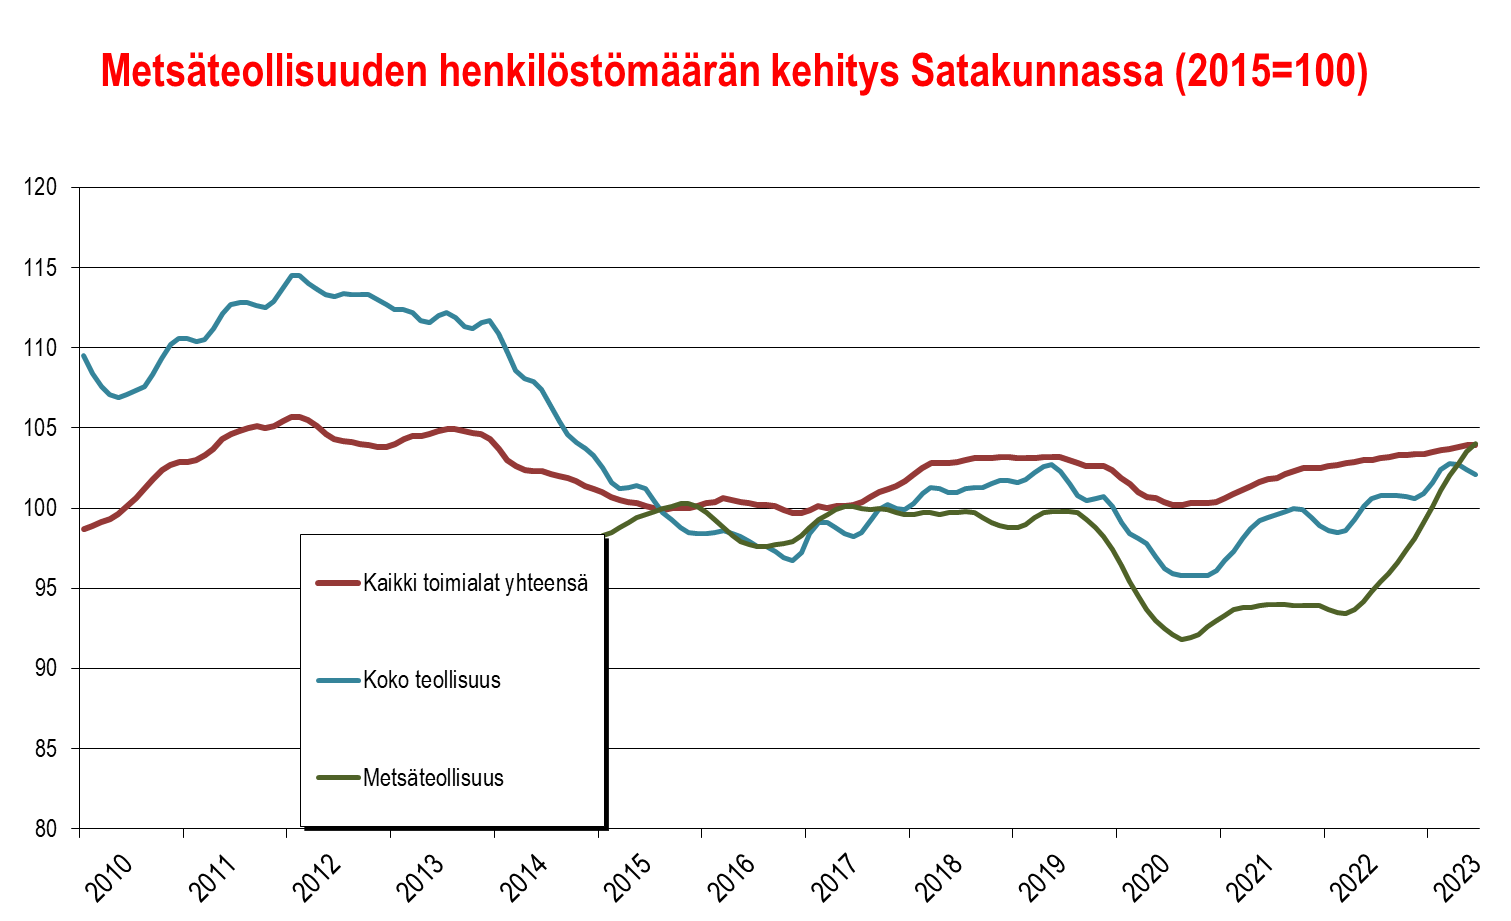 Metsäteollisuuden henkilöstömäärän kehitys Satakunnassa (2015=100)
120
115
110
105
100
95
90
85
80
Kaikki toimialat yhteensä
Koko teollisuus
Metsäteollisuus
2010 2011 2012 2013 2014 2015 2016 2017 2018 2019 2020 2021 2022 2023